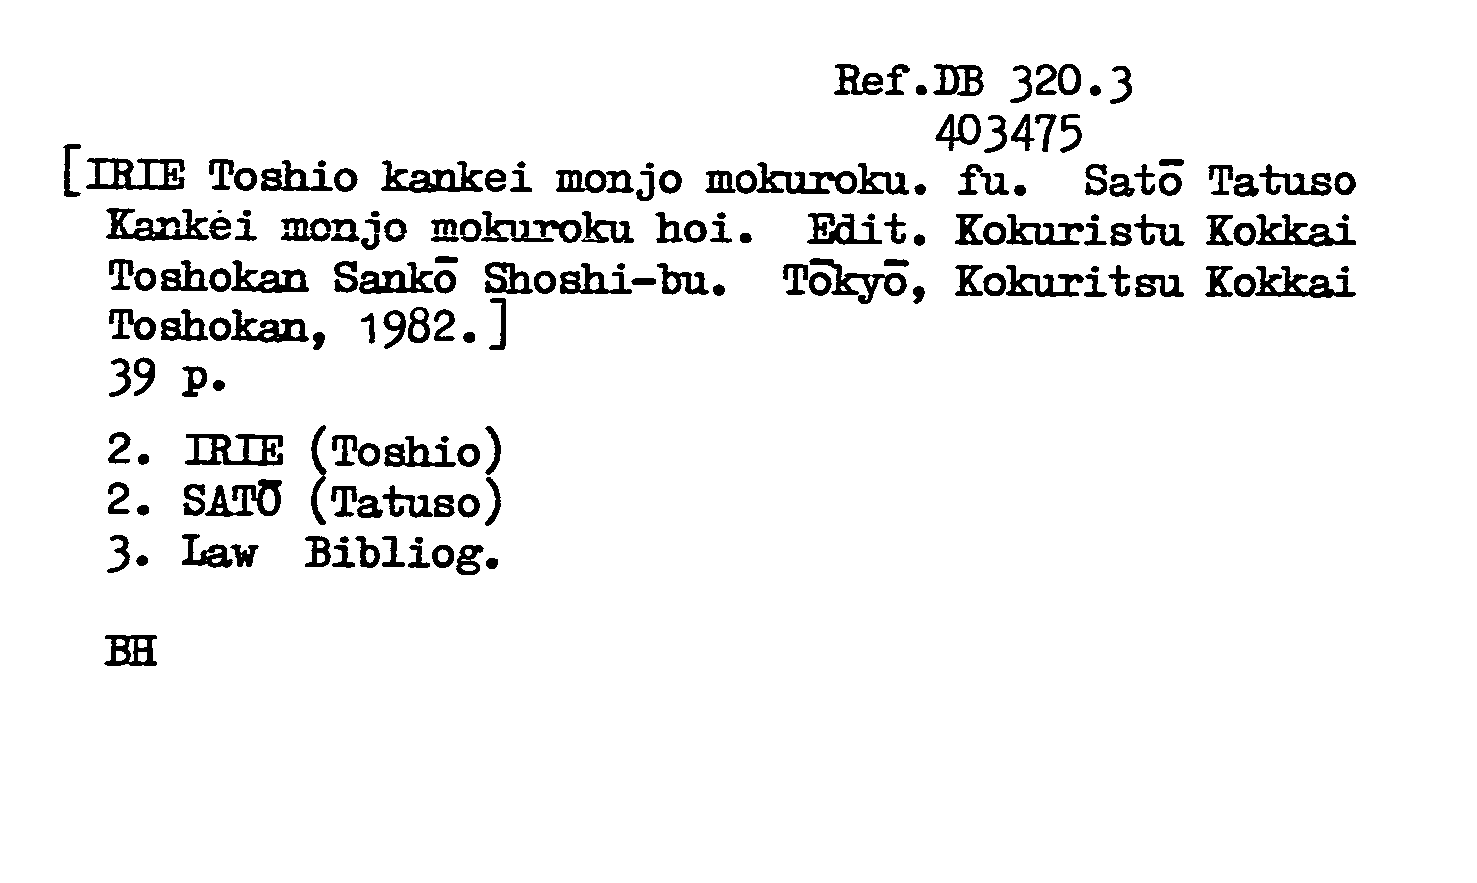 Ref.DB 320.3
403475
[IRIE Toshio kankei monjo mokuroku. fu. Satō Tatuso
Kankei monjo mokuroku hoi. Edit. Kokuristu Kokkai
Toshokan Sankō Shoshi-bu. Tōkyō, Kokuritsu Kokkai
Toshokan, 1982.]
39 p.
2. IRIE (Toshio)
2. SATŌ (Tatuso)
3. Law Bibliog.
BH